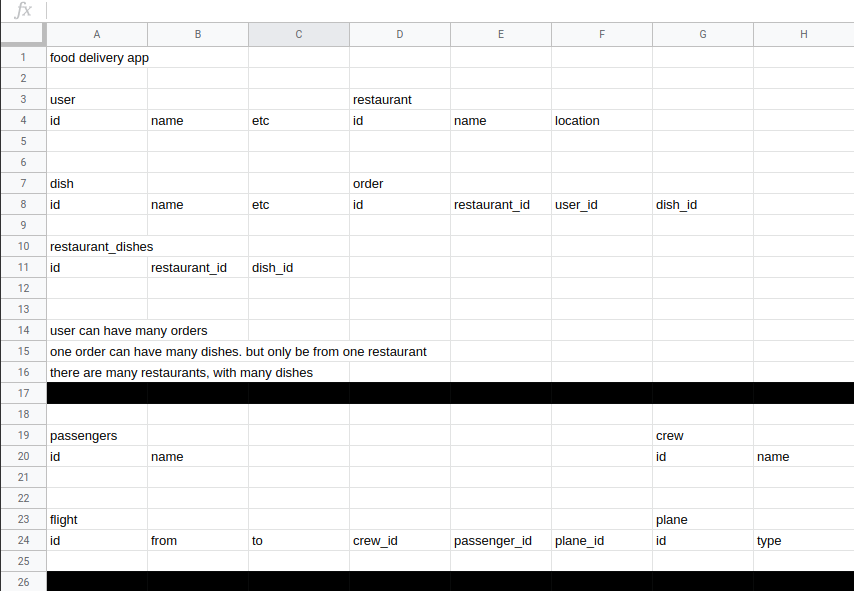 fx
A B C D E F G H
1 food delivery app
2
3 user restaurant
4 id name etc id name location
5
6
7 dish order
8 id name etc id restaurant_id user_id dish_id
9
10 restaurant_dishes
11 id restaurant_id dish_id
12
13
14 user can have many orders
15 one order can have many dishes. but only be from one restaurant
16 there are many restaurants, with many dishes
17
18
19 passengers crew
20 id name id name
21
22
23 flight plane
24 id from to crew_id passenger_id plane_id id type
25
26